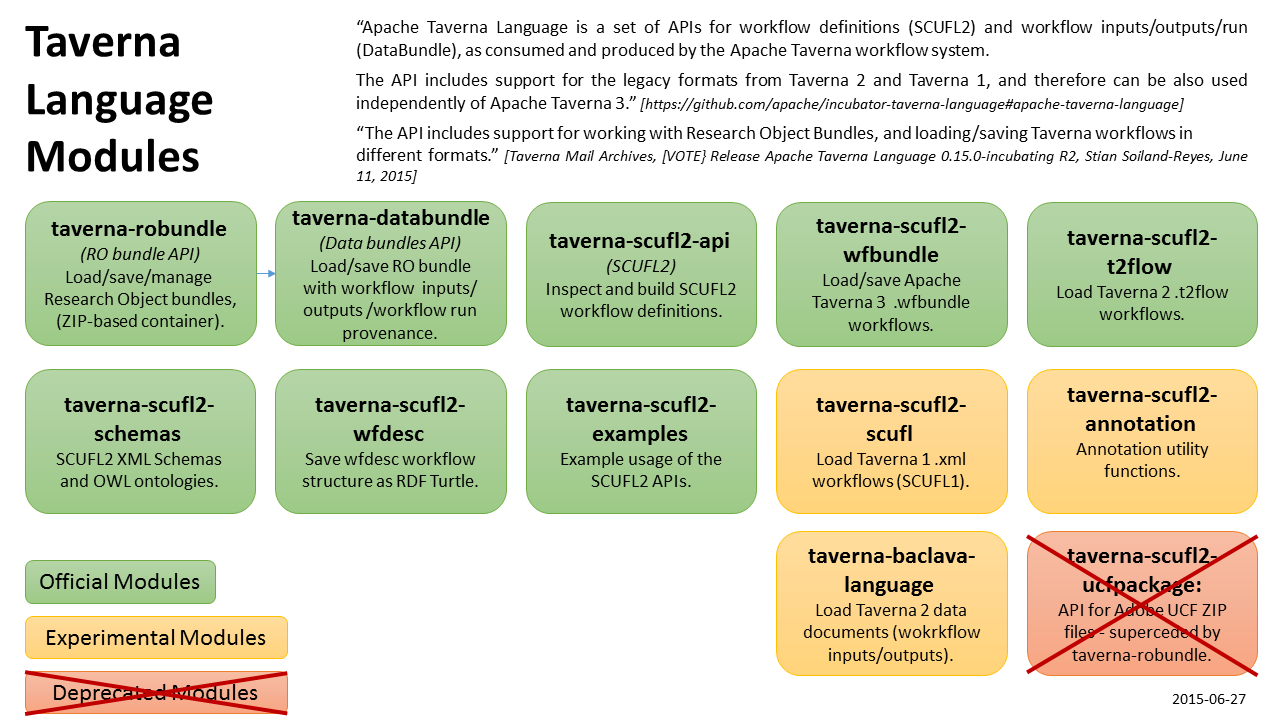 Taverna
Language
Modules
“Apache Taverna Language is a set of APIs for workflow definitions (SCUFL2) and workflow inputs/outputs/run
(DataBundle), as consumed and produced by the Apache Taverna workflow system.
The API includes support for the legacy formats from Taverna 2 and Taverna 1, and therefore can be also used
independently of Apache Taverna 3.” [https://github.com/apache/incubator-taverna-language#apache-taverna-language]
“The API includes support for working with Research Object Bundles, and loading/saving Taverna workflows in
different formats.” [Taverna Mail Archives, [VOTE} Release Apache Taverna Language 0.15.0-incubating R2, Stian Soiland-Reyes, June
11, 2015]
taverna-robundle
(RO bundle API)
Load/save/manage
Research Object bundles,
(ZIP-based container).
taverna-databundle
(Data bundles API)
Load/save RO bundle
with workflow inputs/
outputs /workflow run
provenance.
taverna-scufl2-api
(SCUFL2)
Inspect and build SCUFL2
workflow definitions.
taverna-scufl2-
wfbundle
Load/save Apache
Taverna 3 .wfbundle
workflows.
taverna-scufl2-
t2flow
Load Taverna 2 .t2flow
workflows.
taverna-scufl2-
schemas
SCUFL2 XML Schemas
and OWL ontologies.
taverna-scufl2-
wfdesc
Save wfdesc workflow
structure as RDF Turtle.
taverna-scufl2-
examples
Example usage of the
SCUFL2 APIs.
taverna-scufl2-
scufl
Load Taverna 1 .xml
workflows (SCUFL1).
taverna-scufl2-
annotation
Annotation utility
functions.
taverna-baclava-
language
Load Taverna 2 data
documents (wokrkflow
inputs/outputs).
taverna-scufl2-
ucfpackage:
API for Adobe UCF ZIP
files - superceded by
taverna-robundle.
Official Modules
Experimental Modules
Deprecated Modules
2015-06-27